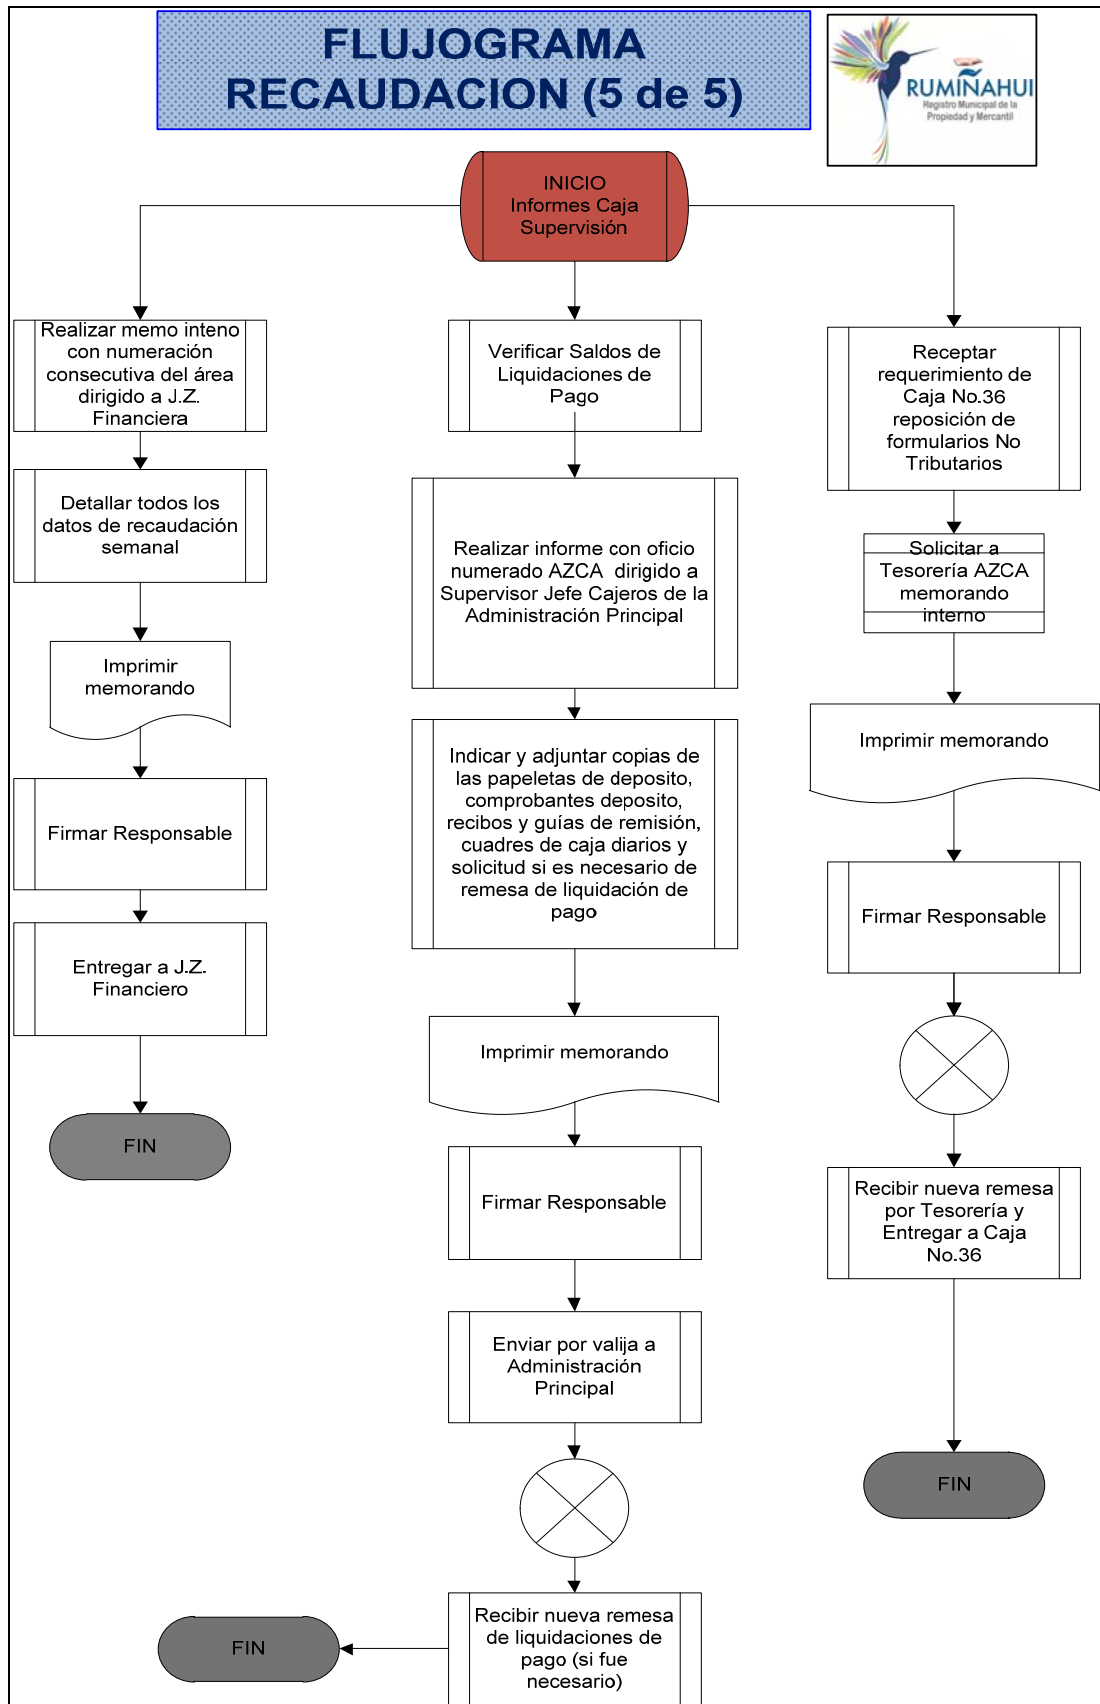 FLUJOGRAMA
RECAUDACION (5 de 5)
RUMIÑAHUI
Registro Municipal de la
Propiedad y Mercantil
INICIO
Informes Caja
Supervisión
Realizar memo inteno
con numeración
consecutiva del área
dirigido a J.Z.
Financiera
Detallar todos los
datos de recaudación
semanal
Imprimir
memorando
Firmar Responsable
Entregar a J.Z.
Financiero
FIN
Verificar Saldos de
Liquidaciones de
Pago
Realizar informe con oficio
numerado AZCA dirigido a
Supervisor Jefe Cajeros de la
Administración Principal
Indicar y adjuntar copias de
las papeletas de deposito,
comprobantes deposito,
recibos y guías de remisión,
cuadres de caja diarios y
solicitud si es necesario de
remesa de liquidación de
pago
Imprimir memorando
Firmar Responsable
Enviar por valija a
Administración
Principal
Recibir nueva remesa
de liquidaciones de
pago (si fue
necesario)
FIN
Receptar
requerimiento de
Caja No.36
reposición de
formularios No
Tributarios
Solicitar a
Tesorería AZCA
memorando
interno
Imprimir memorando
Firmar Responsable
Recibir nueva remesa
por Tesorería y
Entregar a Caja
No.36
FIN